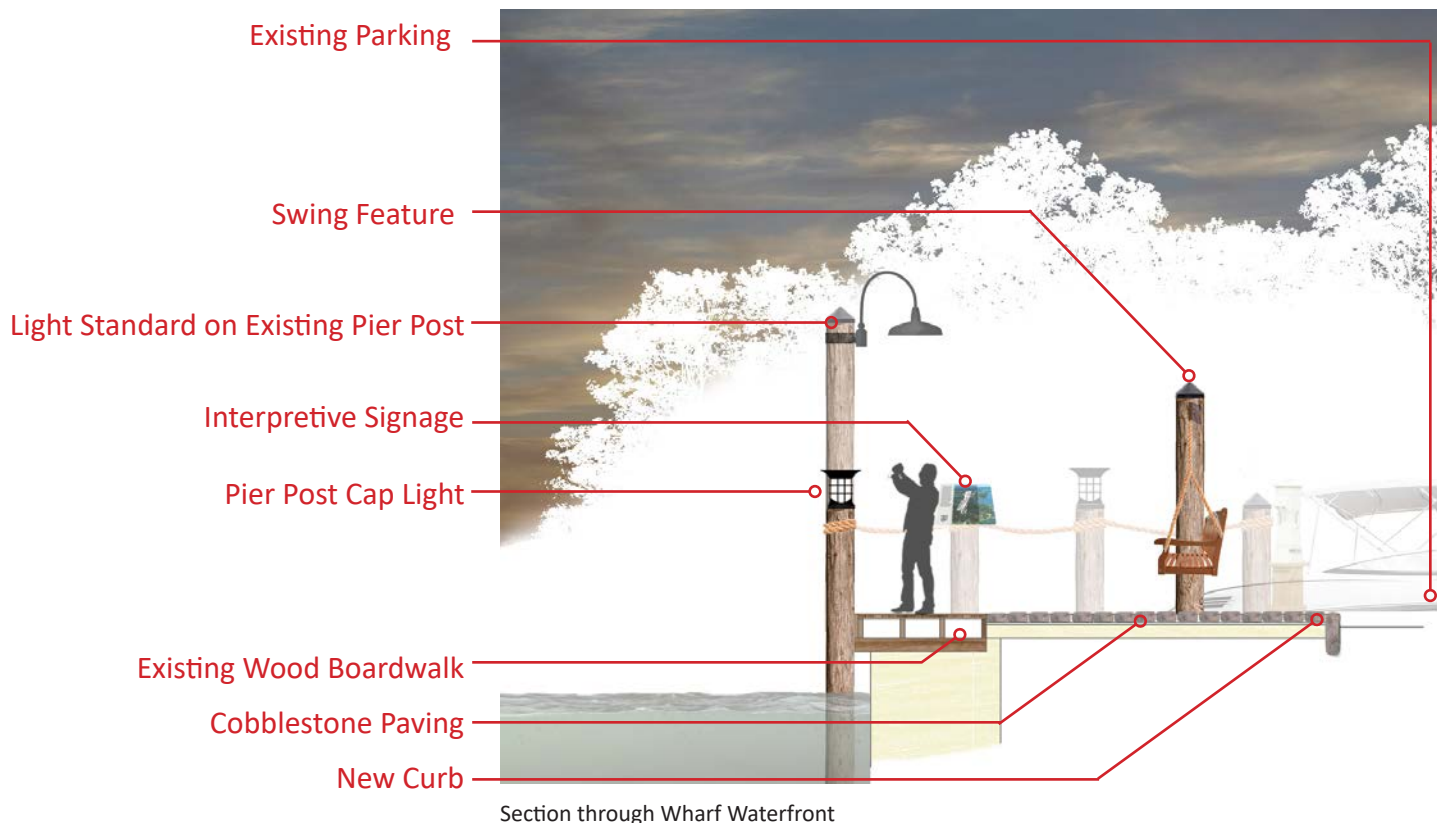 Existing Parking
Swing Feature
Light Standard on Existing Pier Post
Interpretive Signage
Pier Post Cap Light
Existing Wood Boardwalk
Cobblestone Paving
New Curb
Section through Wharf Waterfront